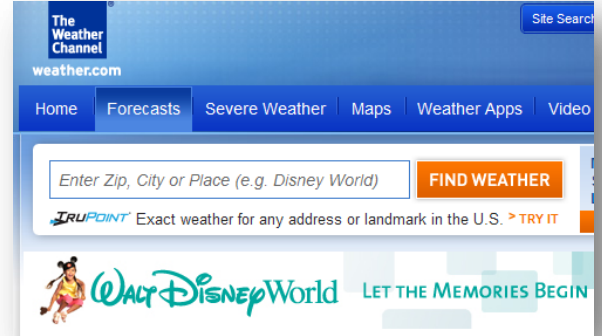 The
Weather
Channel
weather.com
Site Search
Home Forecasts Severe Weather Maps Weather Apps Video
Enter Zip, City or Place (e.g. Disney World) FIND WEATHER
TRUPOINT Exact weather for any address or landmark in the U.S. > TRY IT
WALT DISNEY World LET THE MEMORIES BEGIN